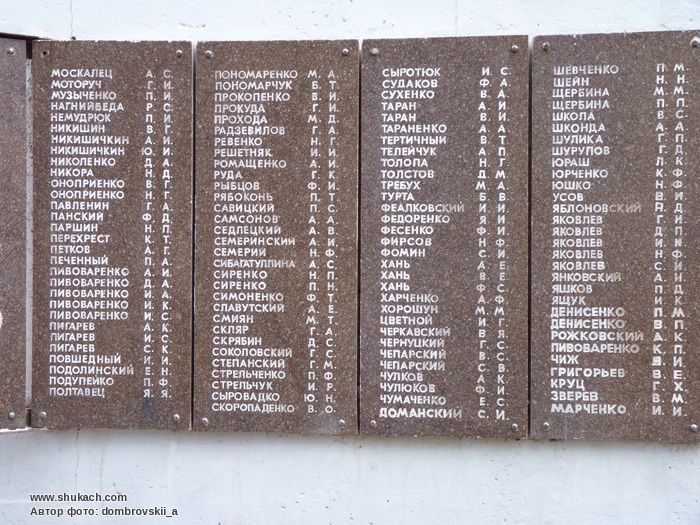 МОСКАЛЕЦ А. С.
МОТОРУЧ Г. И.
МУЗЫЧЕНКО П. И.
НАГНИЙБЕДА Р. С.
НЕМУДРЮК П. И.
НИКИШИН В. Г.
НИКИШИЧКИН А. И.
НИКИШИЧКИН Ю. И.
НИКОЛЕНКО Д. А.
НИКОРА Н. Д.
ОНОПРИЕНКО В. Г.
ОНОПРИЕНКО Н. Г.
ПАВЛЕНИН Г. А.
ПАНСКИЙ Ф. Д.
ПАРШИН Н. П.
ПЕРЕХРЕСТ К. Т.
ПЕТКОВ А. Г.
ПЕЧЕННЫЙ П. А.
ПИВОВАРЕНКО А. И.
ПИВОВАРЕНКО Д. А.
ПИВОВАРЕНКО И. А.
ПИВОВАРЕНКО И. К.
ПИВОВАРЕНКО И. С.
ПИГАРЕВ А. К.
ПИГАРЕВ И. С.
ПИГАРЕВ С. К.
ПОВШЕДНЫЙ И. И.
ПОДОЛИНСКИЙ Е. Н.
ПОДУПЕЙКО П. Ф.
ПОЛТАВЕЦ Я. Я.
ПОНОМАРЕНКО М. А.
ПОНОМАРЧУК Б. Т.
ПРОКОПЕНКО В. И.
ПРОКУДА Г. И.
ПРОХОДА М. Д.
РАДЗЕВИЛОВ Г. А.
РЕВЕНКО Н. Г.
РЕШЕТНЯК И. И.
РОМАЩЕНКО А. И.
РУДА Г. К.
РЫБЦОВ Ф. И.
РЯБОКОНЬ П. Т.
САВИЦКИЙ П. С.
САМСОНОВ А. А.
СЕДЛЕЦКИЙ А. В.
СЕМЕРИНСКИЙ А. И.
СЕМЕРИЙ Н. Ф.
СИБАГАТУЛЛИНА А. С.
СИРЕНКО Н. П.
СИРЕНКО П. Н.
СИМОНЕНКО Ф. Т.
СЛАВУТСКИЙ А. Е.
СМИЯН М. Т.
СКЛЯР Г. А.
СКРЯБИН Д. С.
СОКОЛОВСКИЙ Г. С.
СТЕПАНСКИЙ Г. М.
СТРЕЛЬЧЕНКО П. Ф.
СТРЕЛЬЧУК И. Р.
СЫРОВАДКО Ю. Н.
СКОРОПАДЕНКО В. О.
СЫРОТЮК И. С.
СУДАКОВ Ф. А.
СУХЕНКО В. А.
ТАРАН А. И.
ТАРАН В. И.
ТАРАНЕНКО А. А.
ТЕРТИЧНЫЙ В. Т.
ТЕЛЕЙЧУК А. В.
ТОЛОПА Н. Г.
ТОЛСТОВ Д. М.
ТРЕБУХ М. А.
ТУРТА Б. В.
ФЕАЛКОВСКИЙ И. И.
ФЕДОРЕНКО Я. И.
ФЕСЕНКО Ф. И.
ФИРСОВ Н. Ф.
ФОМИН С. И.
ХАНЬ А. Е.
ХАНЬ В. Е.
ХАНЬ Ф. С.
ХАРЧЕНКО А. Ф.
ХОРОШУН М. М.
ЦВЕТНОЙ И. Г.
ЧЕРКАВСКИЙ В. Я.
ЧЕРНУЦКИЙ Г. С.
ЧЕПАРСКИЙ В. С.
ЧЕПАРСКИЙ С. В.
ЧУЛКОВ А. К.
ЧУЛЮКОВ Ф. И.
ЧУМАЧЕНКО Е. С.
ДОМАНСКИЙ С. И.
ШЕВЧЕНКО П. М.
ШЕЙН Н. Н.
ЩЕРБИНА М. М.
ЩЕРБИНА П. П.
ШКОЛА В. С.
ШКОНДА А. А.
ШУЛИКА Г. П.
ШУРУПОВ Г. Д.
ЮРАШ Л. К.
ЮРЧЕНКО К. Ф.
ЮШКО Н. Ф.
УСОВ В. И.
ЯБЛОНОВСКИЙ В. Д.
ЯКОВЛЕВ Г. И.
ЯКОВЛЕВ Д. П.
ЯКОВЛЕВ И. И.
ЯКОВЛЕВ Н. Ф.
ЯКОВЛЕВ С. И.
ЯНКОВСКИЙ А. И.
ЯШКОВ П. Д.
ЯЩУК И. К.
ДЕНИСЕНКО П. М.
ДЕНИСЕНКО В. П.
РОЖКОВСКИЙ А. К.
ПИВОВАРЕНКО К. П.
ЧИЖ В. И.
ГРИГОРЬЕВ В. Е.
КРУЦ Г. Х.
ЗВЕРЕВ М. В.
МАРЧЕНКО И. И.
www.shukach.com
Автор фото: dombrovskii_a